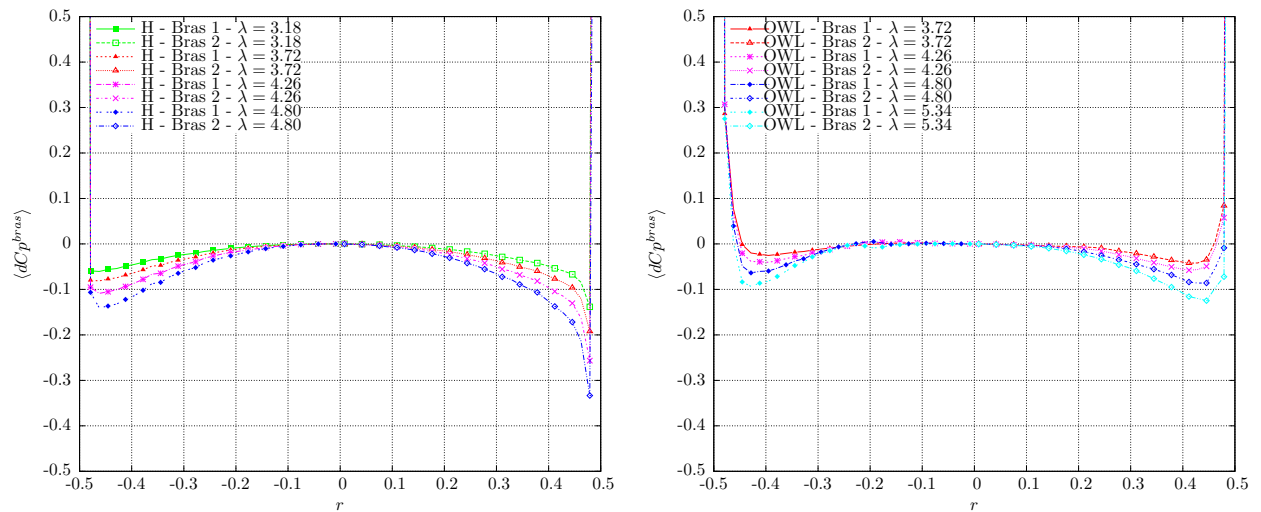 0.5
0.4
0.3
0.2
0.1
0
-0.1
-0.2
-0.3
-0.4
-0.5
⟨dCp^{bras}⟩
H - Bras 1 - λ = 3.18
H - Bras 2 - λ = 3.18
H - Bras 1 - λ = 3.72
H - Bras 2 - λ = 3.72
H - Bras 1 - λ = 4.26
H - Bras 2 - λ = 4.26
H - Bras 1 - λ = 4.80
H - Bras 2 - λ = 4.80
-0.5 -0.4 -0.3 -0.2 -0.1 0 0.1 0.2 0.3 0.4 0.5
r
0.5
0.4
0.3
0.2
0.1
0
-0.1
-0.2
-0.3
-0.4
-0.5
⟨dCp^{bras}⟩
OWL - Bras 1 - λ = 3.72
OWL - Bras 2 - λ = 3.72
OWL - Bras 1 - λ = 4.26
OWL - Bras 2 - λ = 4.26
OWL - Bras 1 - λ = 4.80
OWL - Bras 2 - λ = 4.80
OWL - Bras 1 - λ = 5.34
OWL - Bras 2 - λ = 5.34
-0.5 -0.4 -0.3 -0.2 -0.1 0 0.1 0.2 0.3 0.4 0.5
r